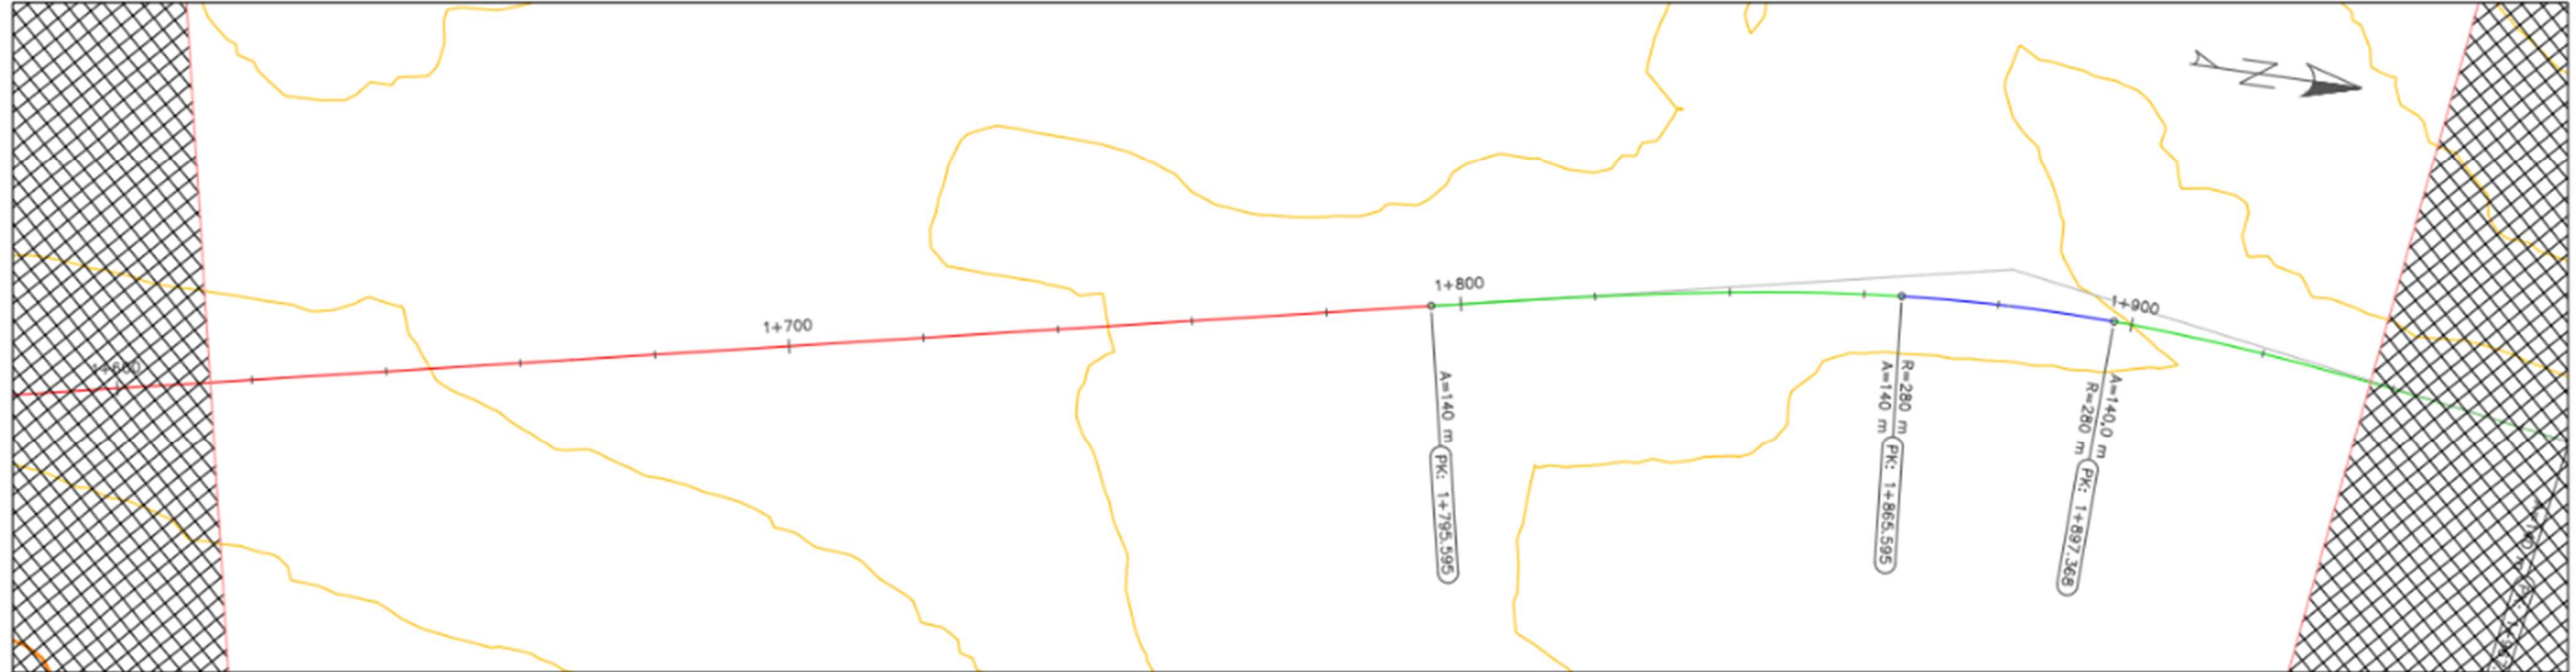 N
1+800
1+900
1+700
1+600
A=140 m
PK: 1+795.595
R=280 m
A=140 m
PK: 1+865.595
A=140.0 m
R=280 m
PK: 1+897.368